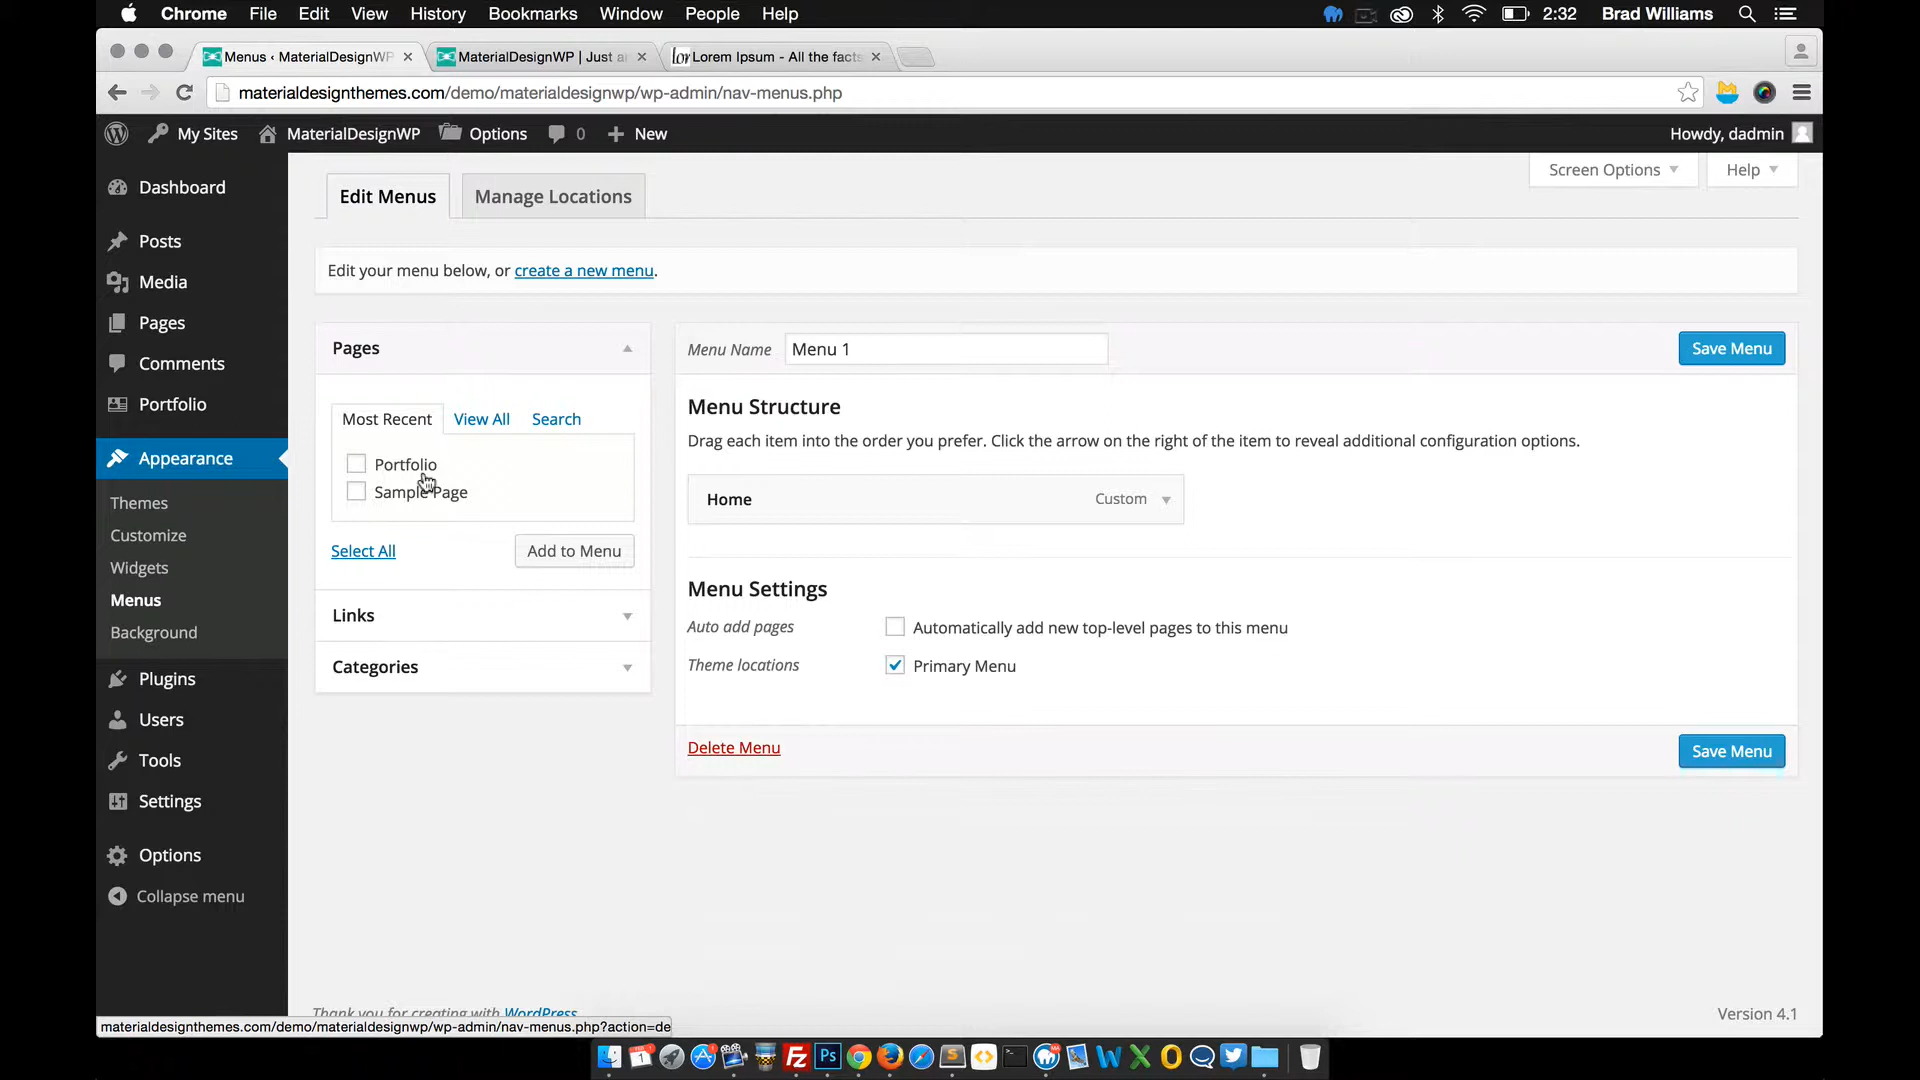 Chrome File Edit View History Bookmarks Window People Help 2:32 Brad Williams
Menus ‹ MaterialDesignWP MaterialDesignWP | Just a Lorem Ipsum - All the facts
materialdesignthemes.com/demo/materialdesignwp/wp-admin/nav-menus.php
My Sites MaterialDesignWP Options 0 New Howdy, dadmin
Screen Options Help
Dashboard
Posts
Media
Pages
Comments
Portfolio
Appearance
Themes
Customize
Widgets
Menus
Background
Plugins
Users
Tools
Settings
Options
Collapse menu
Edit Menus Manage Locations
Edit your menu below, or create a new menu.
Pages
Most Recent View All Search
Portfolio
Sample Page
Select All Add to Menu
Links
Categories
Menu Name Menu 1 Save Menu
Menu Structure
Drag each item into the order you prefer. Click the arrow on the right of the item to reveal additional configuration options.
Home Custom
Menu Settings
Auto add pages Automatically add new top-level pages to this menu
Theme locations Primary Menu
Delete Menu Save Menu
Thank you for creating with WordPress Version 4.1
materialdesignthemes.com/demo/materialdesignwp/wp-admin/nav-menus.php?action=de